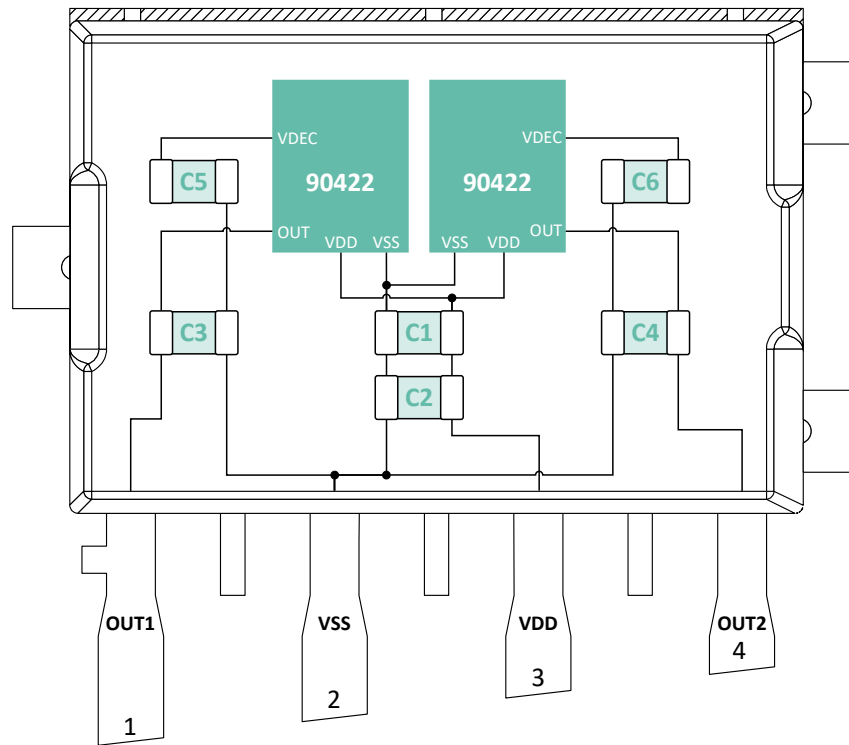 VDEC
VDEC
C5
90422
90422
C6
OUT
VDD
VSS
VSS
VDD
OUT
C3
C1
C4
C2
OUT1
VSS
VDD
OUT2
1
2
3
4